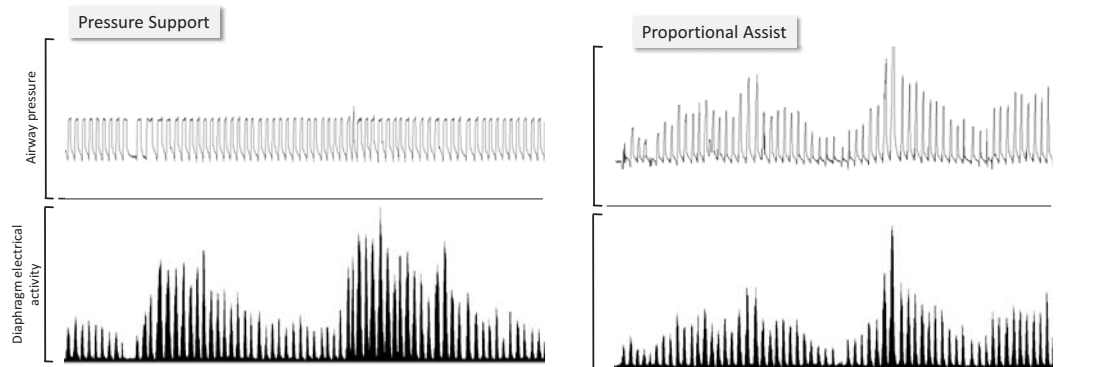 Pressure Support
Proportional Assist
Airway pressure
Diaphragm electrical
activity